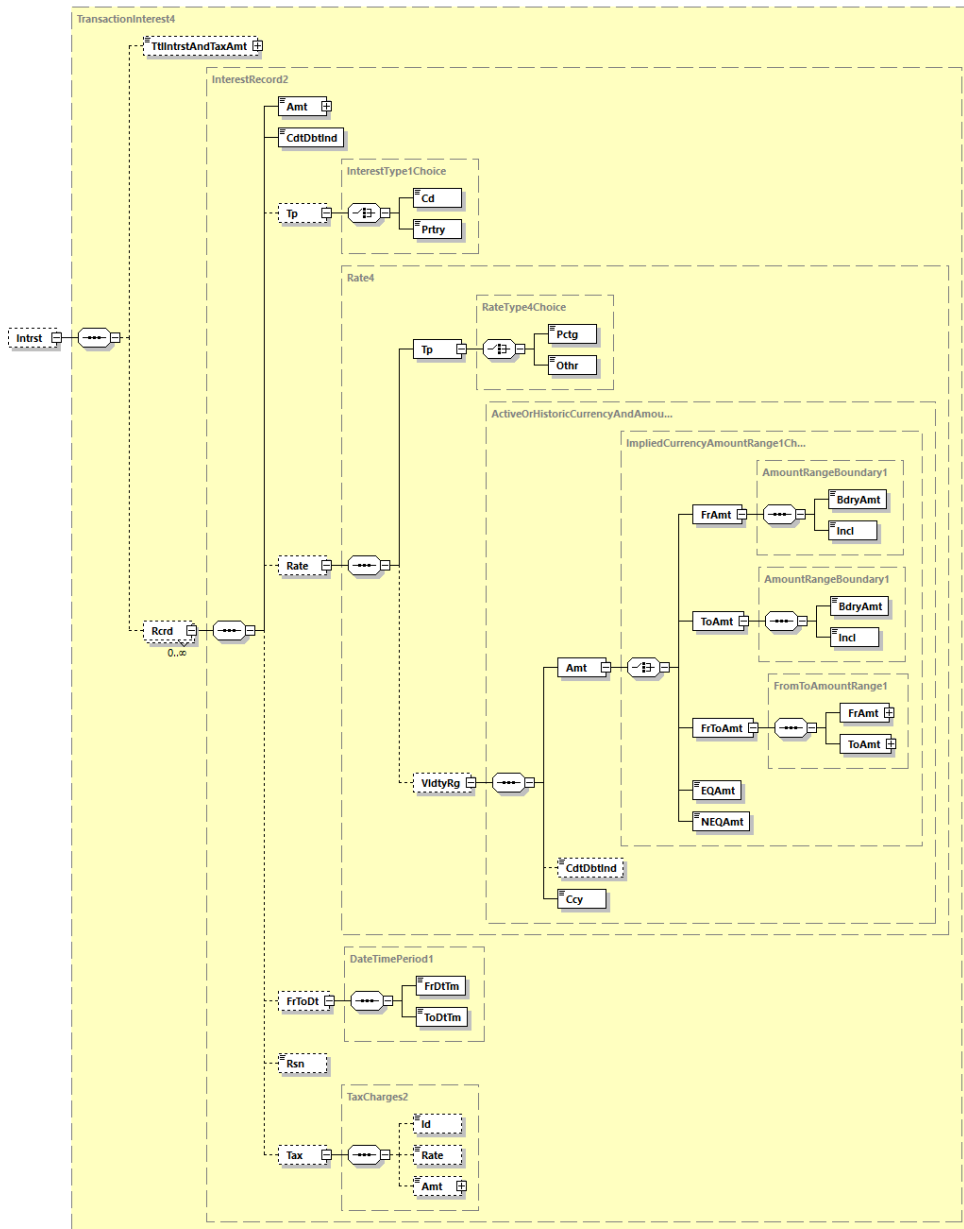 TransactionInterest4
TtlIntrstAndTaxAmt
InterestRecord2
Amt
CdtDbtInd
InterestType1Choice
Tp
Cd
Prtry
Rate4
RateType4Choice
Intrst
Tp
Pctg
Othr
ActiveOrHistoricCurrencyAndAmou...
ImpliedCurrencyAmountRange1Ch...
AmountRangeBoundary1
FrAmt
BdryAmt
Incl
Rate
AmountRangeBoundary1
ToAmt
BdryAmt
Incl
Rcrd
0..∞
Amt
FromToAmountRange1
FrToAmt
FrAmt
ToAmt
VldtyRg
EQAmt
NEQAmt
CdtDbtInd
Ccy
DateTimePeriod1
FrToDt
FrDtTm
ToDtTm
Rsn
TaxCharges2
Tax
Id
Rate
Amt